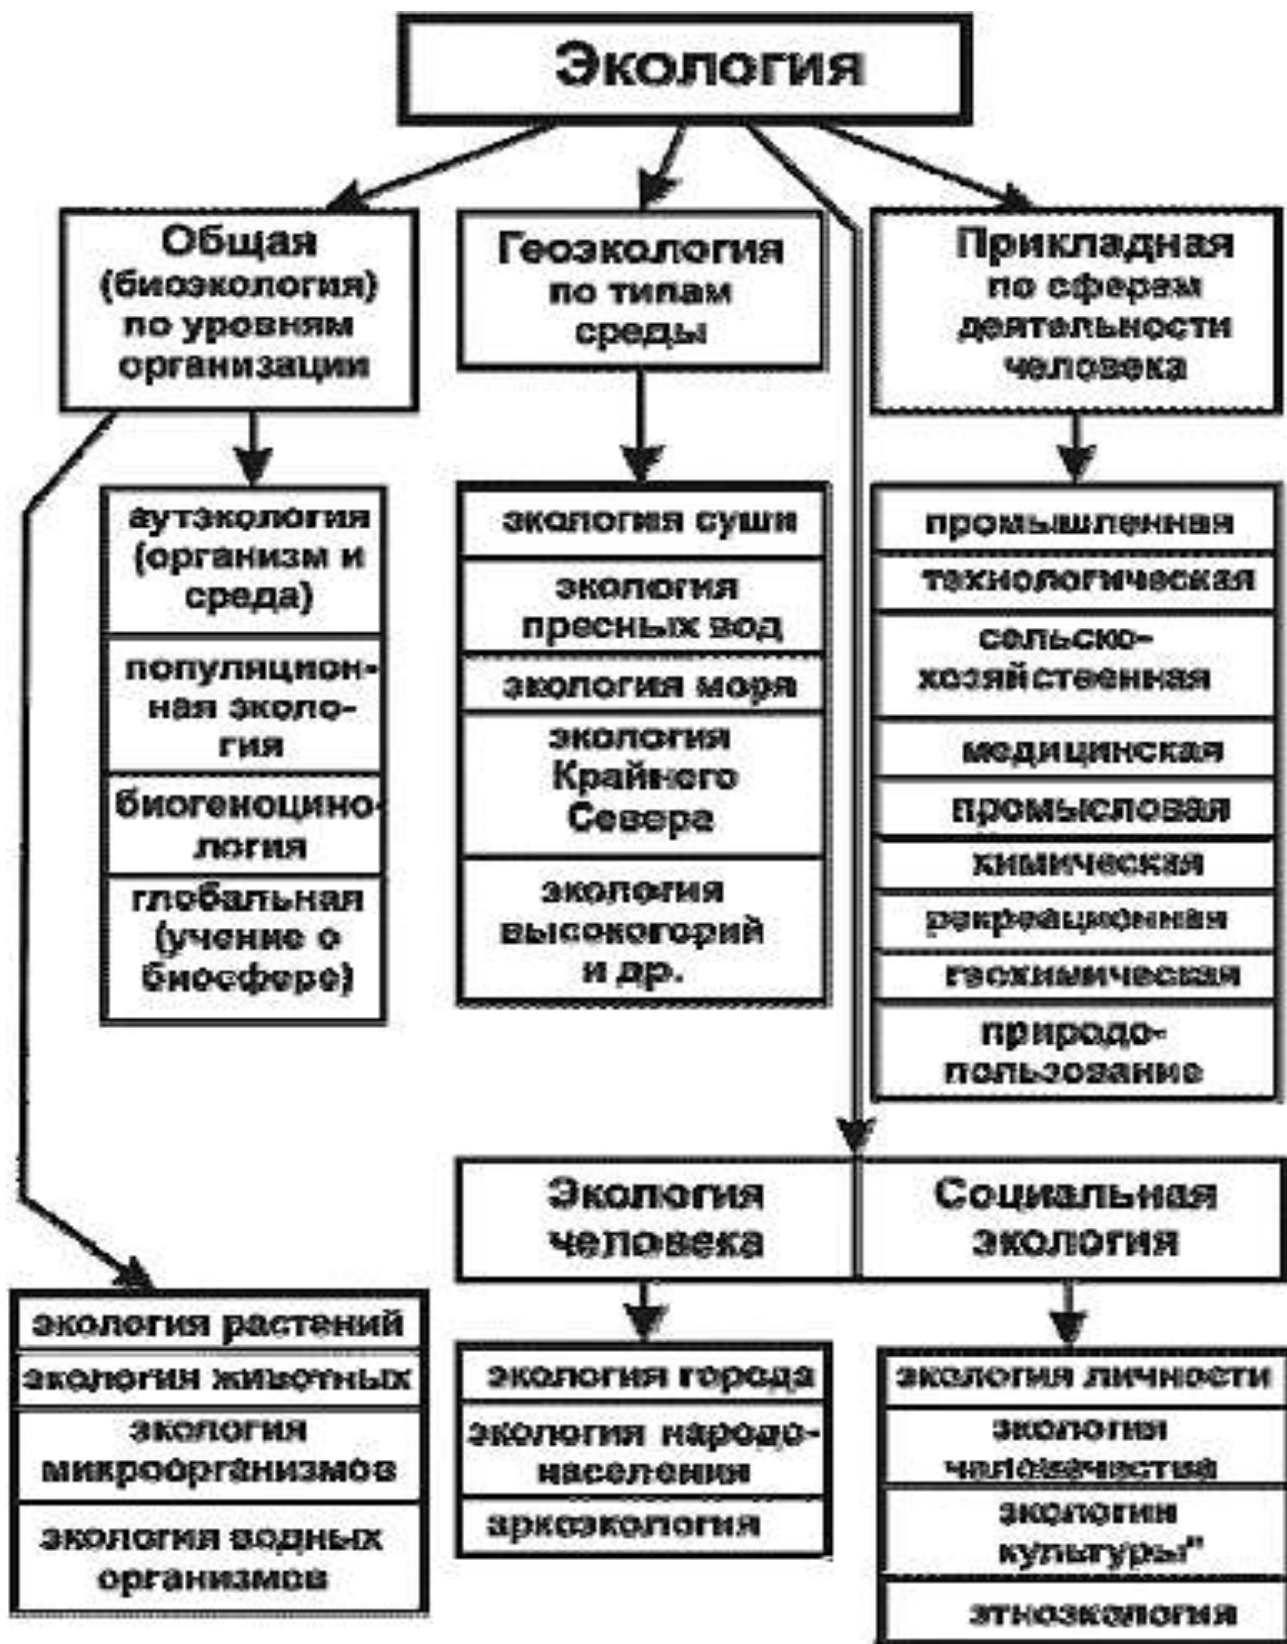 Экология
Общая
(биоэкология)
по уровням
организации
Геоэкология
по типам
среды
Прикладная
по сферам
деятельности
человека
аутэкология
(организм и
среда)
популяцион-
ная эколо-
гия
биогеноцино-
логия
глобальная
(учение о
биосфере)
экология суши
экология
пресных вод
экология моря
экология
Крайнего
Севера
экология
высокогорий
и др.
промышленная
технологическая
сельско-
хозяйственная
медицинская
промысловая
химическая
рекреационная
геохимическая
природо-
пользование
Экология
человека
Социальная
экология
экология растений
экология животных
экология
микроорганизмов
экология водных
организмов
экология города
экология народо-
населения
аркоэкология
экология личности
экология
человечества
экологии
культуры"
этноэкология